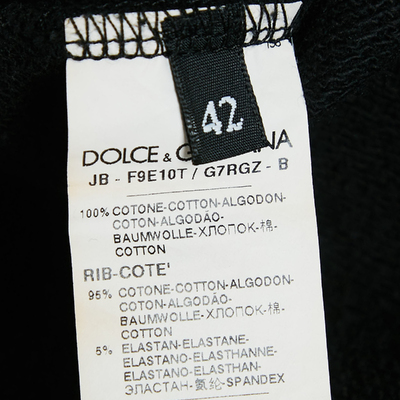 42
DOLCE & G ANA
JB - F9E10T / G7RGZ - B
100% COTONE-COTTON-ALGODON-
COTON-ALGODÃO-
BAUMWOLLE-ХЛОПОК-棉-
COTTON
RIB-COTE'
95% COTONE-COTTON-ALGODON-
COTON-ALGODÃO-
BAUMWOLLE-ХЛОПОК-棉-
COTTON
5% ELASTAN-ELASTANE-
ELASTANO-ELASTHANNE-
ELASTANO-ELASTHAN-
ЭЛАСТАН-氨纶-SPANDEX